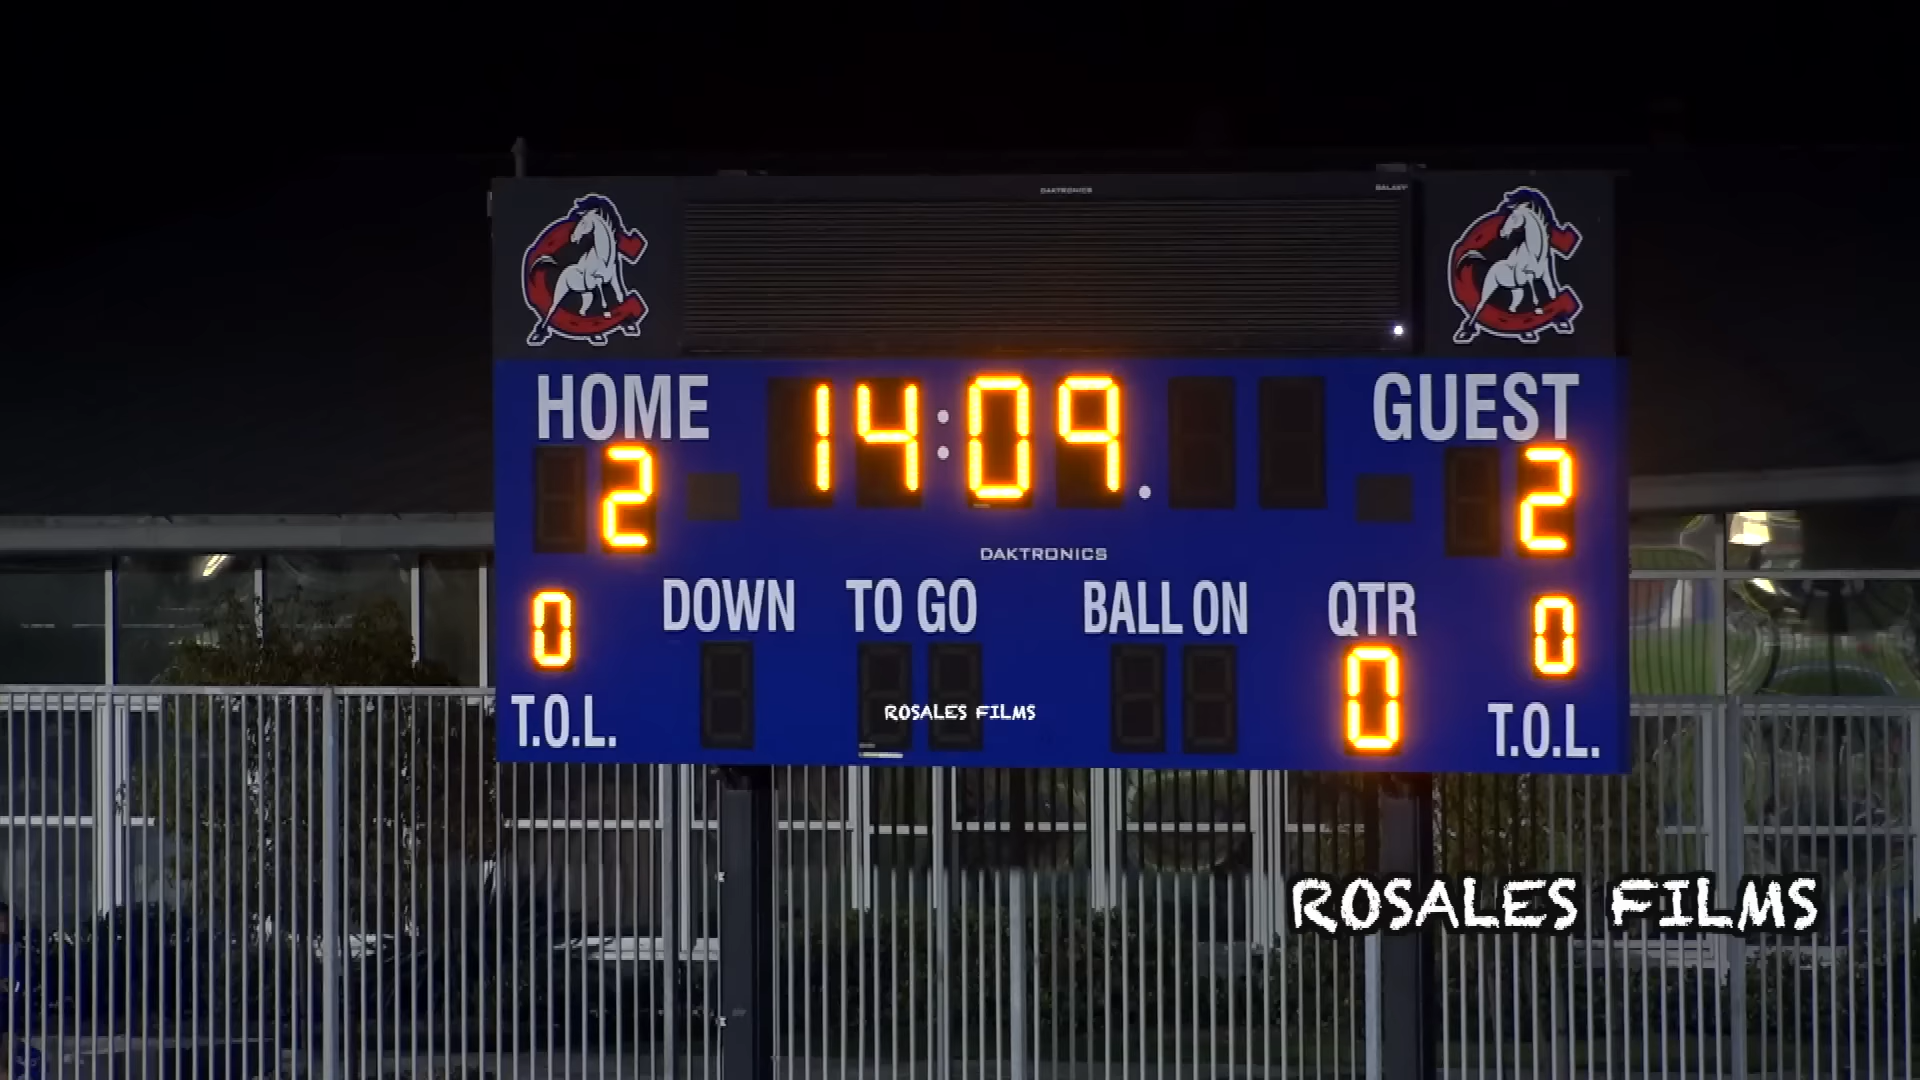 DAKTRONICS
GALAXY
HOME 14:09 GUEST
2 2
DAKTRONICS
DOWN TO GO BALL ON QTR
0 0 0
T.O.L. T.O.L.
ROSALES FILMS
ROSALES FILMS